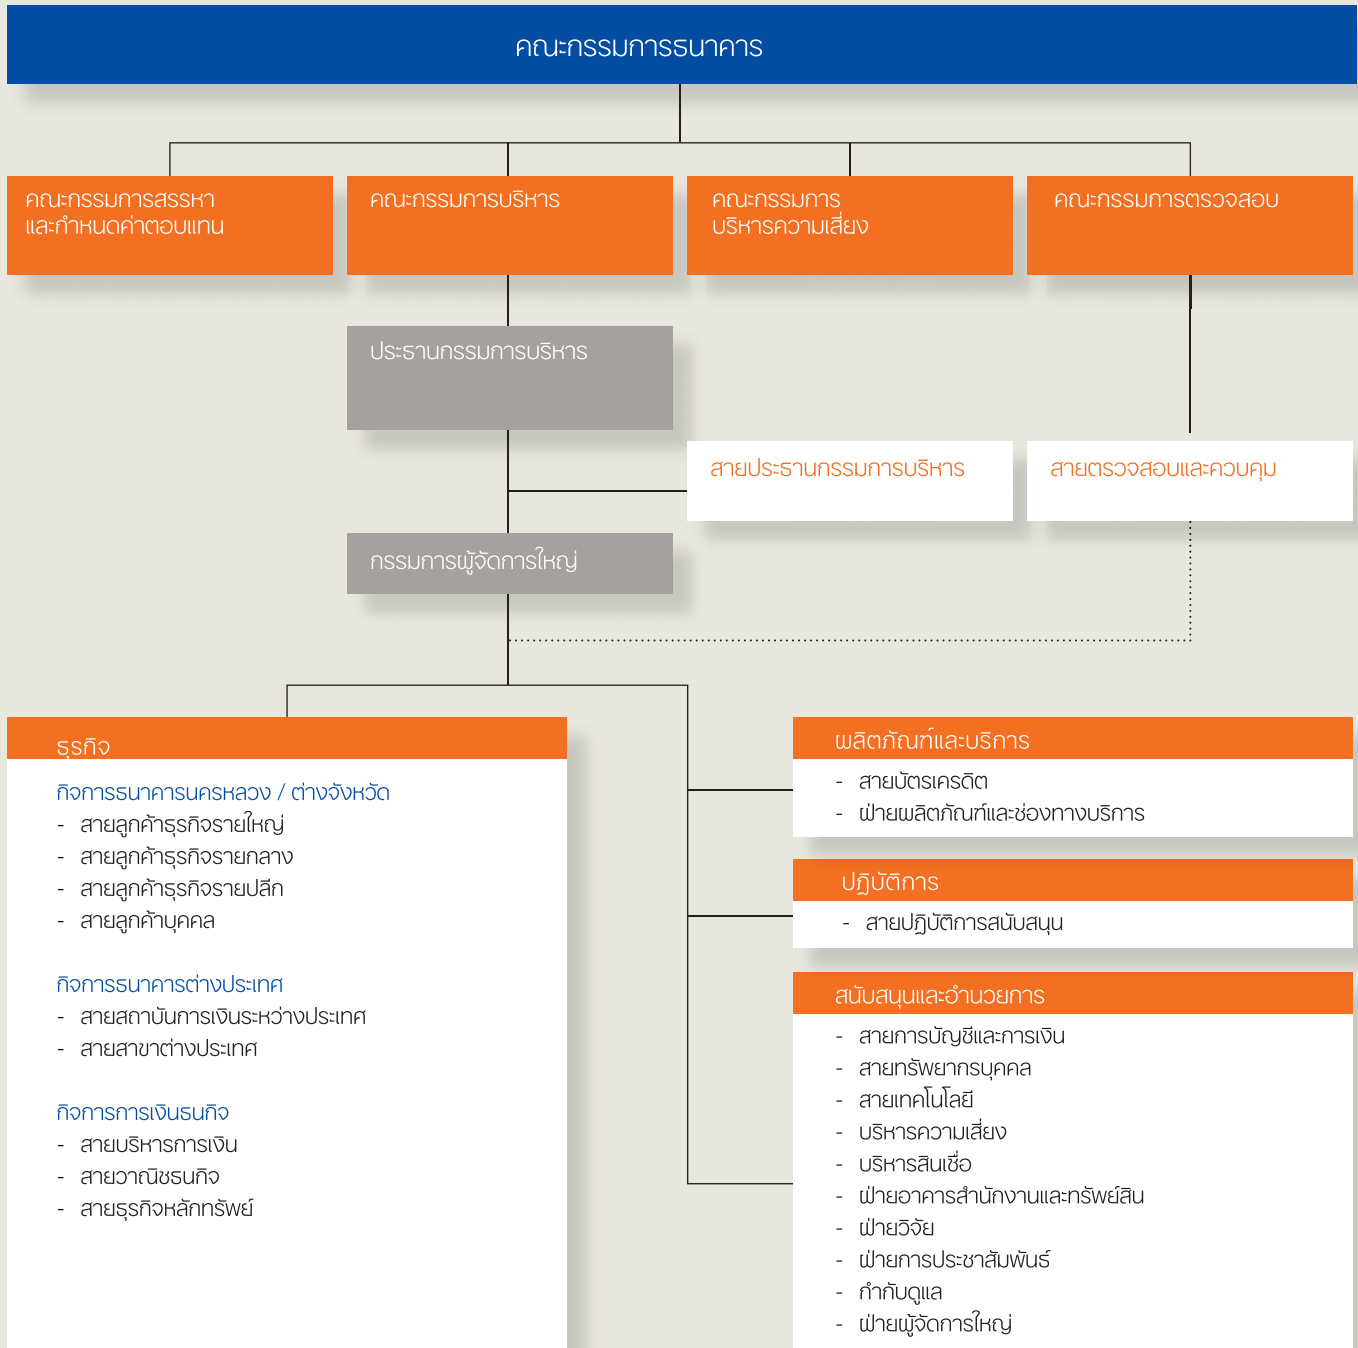 คณะกรรมการธนาคาร
คณะกรรมการสรรหา
และกำหนดค่าตอบแทน
คณะกรรมการบริหาร
คณะกรรมการ
บริหารความเสี่ยง
คณะกรรมการตรวจสอบ
ประธานกรรมการบริหาร
สายประธานกรรมการบริหาร
สายตรวจสอบและควบคุม
กรรมการผู้จัดการใหญ่
ธุรกิจ
กิจการธนาคารนครหลวง / ต่างจังหวัด
- สายลูกค้าธุรกิจรายใหญ่
- สายลูกค้าธุรกิจรายกลาง
- สายลูกค้าธุรกิจรายปลีก
- สายลูกค้าบุคคล
กิจการธนาคารต่างประเทศ
- สายสถาบันการเงินระหว่างประเทศ
- สายสาขาต่างประเทศ
กิจการการเงินธนกิจ
- สายบริหารการเงิน
- สายวาณิชธนกิจ
- สายธุรกิจหลักทรัพย์
ผลิตภัณฑ์และบริการ
- สายบัตรเครดิต
- ฝ่ายผลิตภัณฑ์และช่องทางบริการ
ปฏิบัติการ
- สายปฏิบัติการสนับสนุน
สนับสนุนและอำนวยการ
- สายการบัญชีและการเงิน
- สายทรัพยากรบุคคล
- สายเทคโนโลยี
- บริหารความเสี่ยง
- บริหารสินเชื่อ
- ฝ่ายอาคารสำนักงานและทรัพย์สิน
- ฝ่ายวิจัย
- ฝ่ายการประชาสัมพันธ์
- กำกับดูแล
- ฝ่ายผู้จัดการใหญ่